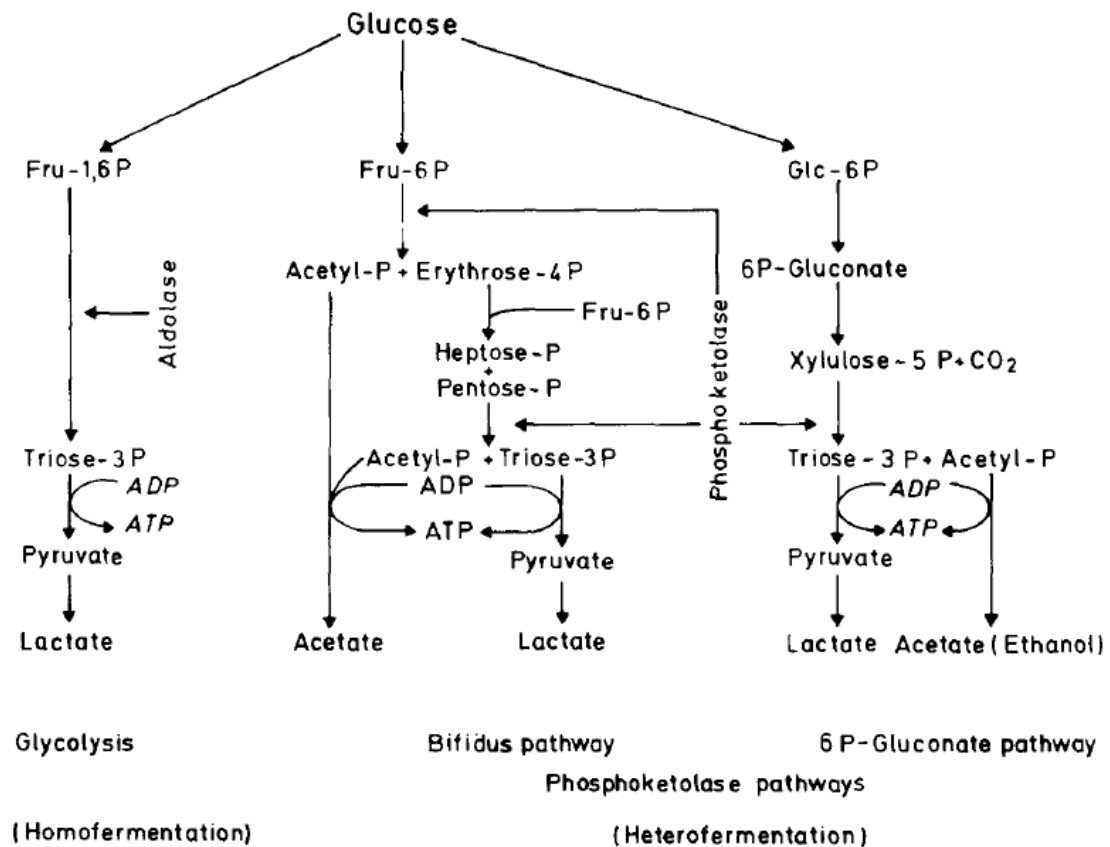 Glucose
Fru-1,6P
Fru-6P
Glc-6P
Aldolase
Acetyl-P + Erythrose-4P
6P-Gluconate
Fru-6P
Heptose-P
+
Pentose-P
Phosphoketolase
Xylulose-5 P+CO₂
Triose-3P
Acetyl-P + Triose-3P
Triose-3P + Acetyl-P
ADP
ATP
ADP
ATP
ADP
ATP
Pyruvate
Pyruvate
Pyruvate
Lactate
Acetate
Lactate
Lactate
Acetate (Ethanol)
Glycolysis
Bifidus pathway
6P-Gluconate pathway
Phosphoketolase pathways
(Homofermentation)
(Heterofermentation)